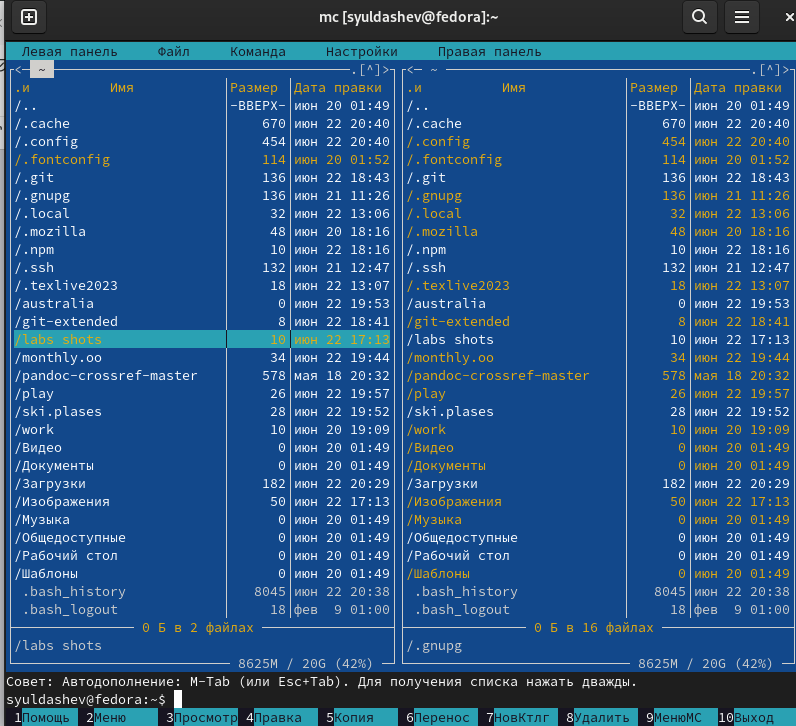 mc [syuldashev@fedora]:~
Левая панель Файл Команда Настройки Правая панель
<— ~ .[^]> <— ~ .[^]>
.и Имя Размер Дата правки .и Имя Размер Дата правки
/.. -ВВЕРХ- июн 20 01:49 /.. -ВВЕРХ- июн 20 01:49
/.cache 670 июн 22 20:40 /.cache 670 июн 22 20:40
/.config 454 июн 22 20:40 /.config 454 июн 22 20:40
/.fontconfig 114 июн 20 01:52 /.fontconfig 114 июн 20 01:52
/.git 136 июн 22 18:43 /.git 136 июн 22 18:43
/.gnupg 136 июн 21 11:26 /.gnupg 136 июн 21 11:26
/.local 32 июн 22 13:06 /.local 32 июн 22 13:06
/.mozilla 48 июн 20 18:16 /.mozilla 48 июн 20 18:16
/.npm 10 июн 22 18:16 /.npm 10 июн 22 18:16
/.ssh 132 июн 21 12:47 /.ssh 132 июн 21 12:47
/.texlive2023 18 июн 22 13:07 /.texlive2023 18 июн 22 13:07
/australia 0 июн 22 19:53 /australia 0 июн 22 19:53
/git-extended 8 июн 22 18:41 /git-extended 8 июн 22 18:41
/labs shots 10 июн 22 17:13 /labs shots 10 июн 22 17:13
/monthly.oo 34 июн 22 19:44 /monthly.oo 34 июн 22 19:44
/pandoc-crossref-master 578 мая 18 20:32 /pandoc-crossref-master 578 мая 18 20:32
/play 26 июн 22 19:57 /play 26 июн 22 19:57
/ski.plases 28 июн 22 19:52 /ski.plases 28 июн 22 19:52
/work 10 июн 20 19:09 /work 10 июн 20 19:09
/Видео 0 июн 20 01:49 /Видео 0 июн 20 01:49
/Документы 0 июн 20 01:49 /Документы 0 июн 20 01:49
/Загрузки 182 июн 22 20:29 /Загрузки 182 июн 22 20:29
/Изображения 50 июн 22 17:13 /Изображения 50 июн 22 17:13
/Музыка 0 июн 20 01:49 /Музыка 0 июн 20 01:49
/Общедоступные 0 июн 20 01:49 /Общедоступные 0 июн 20 01:49
/Рабочий стол 0 июн 20 01:49 /Рабочий стол 0 июн 20 01:49
/Шаблоны 0 июн 20 01:49 /Шаблоны 0 июн 20 01:49
.bash_history 8045 июн 22 20:38 .bash_history 8045 июн 22 20:38
.bash_logout 18 фев 9 01:00 .bash_logout 18 фев 9 01:00
0 Б в 2 файлах 0 Б в 16 файлах
/labs shots /.gnupg
8625M / 20G (42%) 8625M / 20G (42%)
Совет: Автодополнение: M-Tab (или Esc+Tab). Для получения списка нажать дважды.
syuldashev@fedora:~$
1Помощь 2Меню 3Просмотр 4Правка 5Копия 6Перенос 7НовКтлг 8Удалить 9МенюMC 10Выход